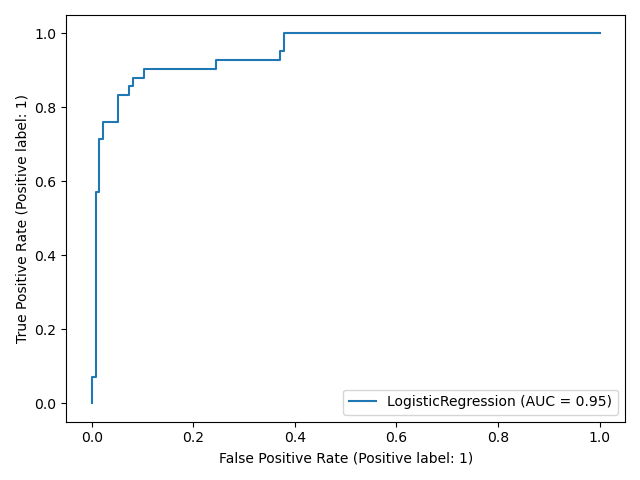 1.0
0.8
0.6
0.4
0.2
0.0
True Positive Rate (Positive label: 1)
LogisticRegression (AUC = 0.95)
0.0 0.2 0.4 0.6 0.8 1.0
False Positive Rate (Positive label: 1)